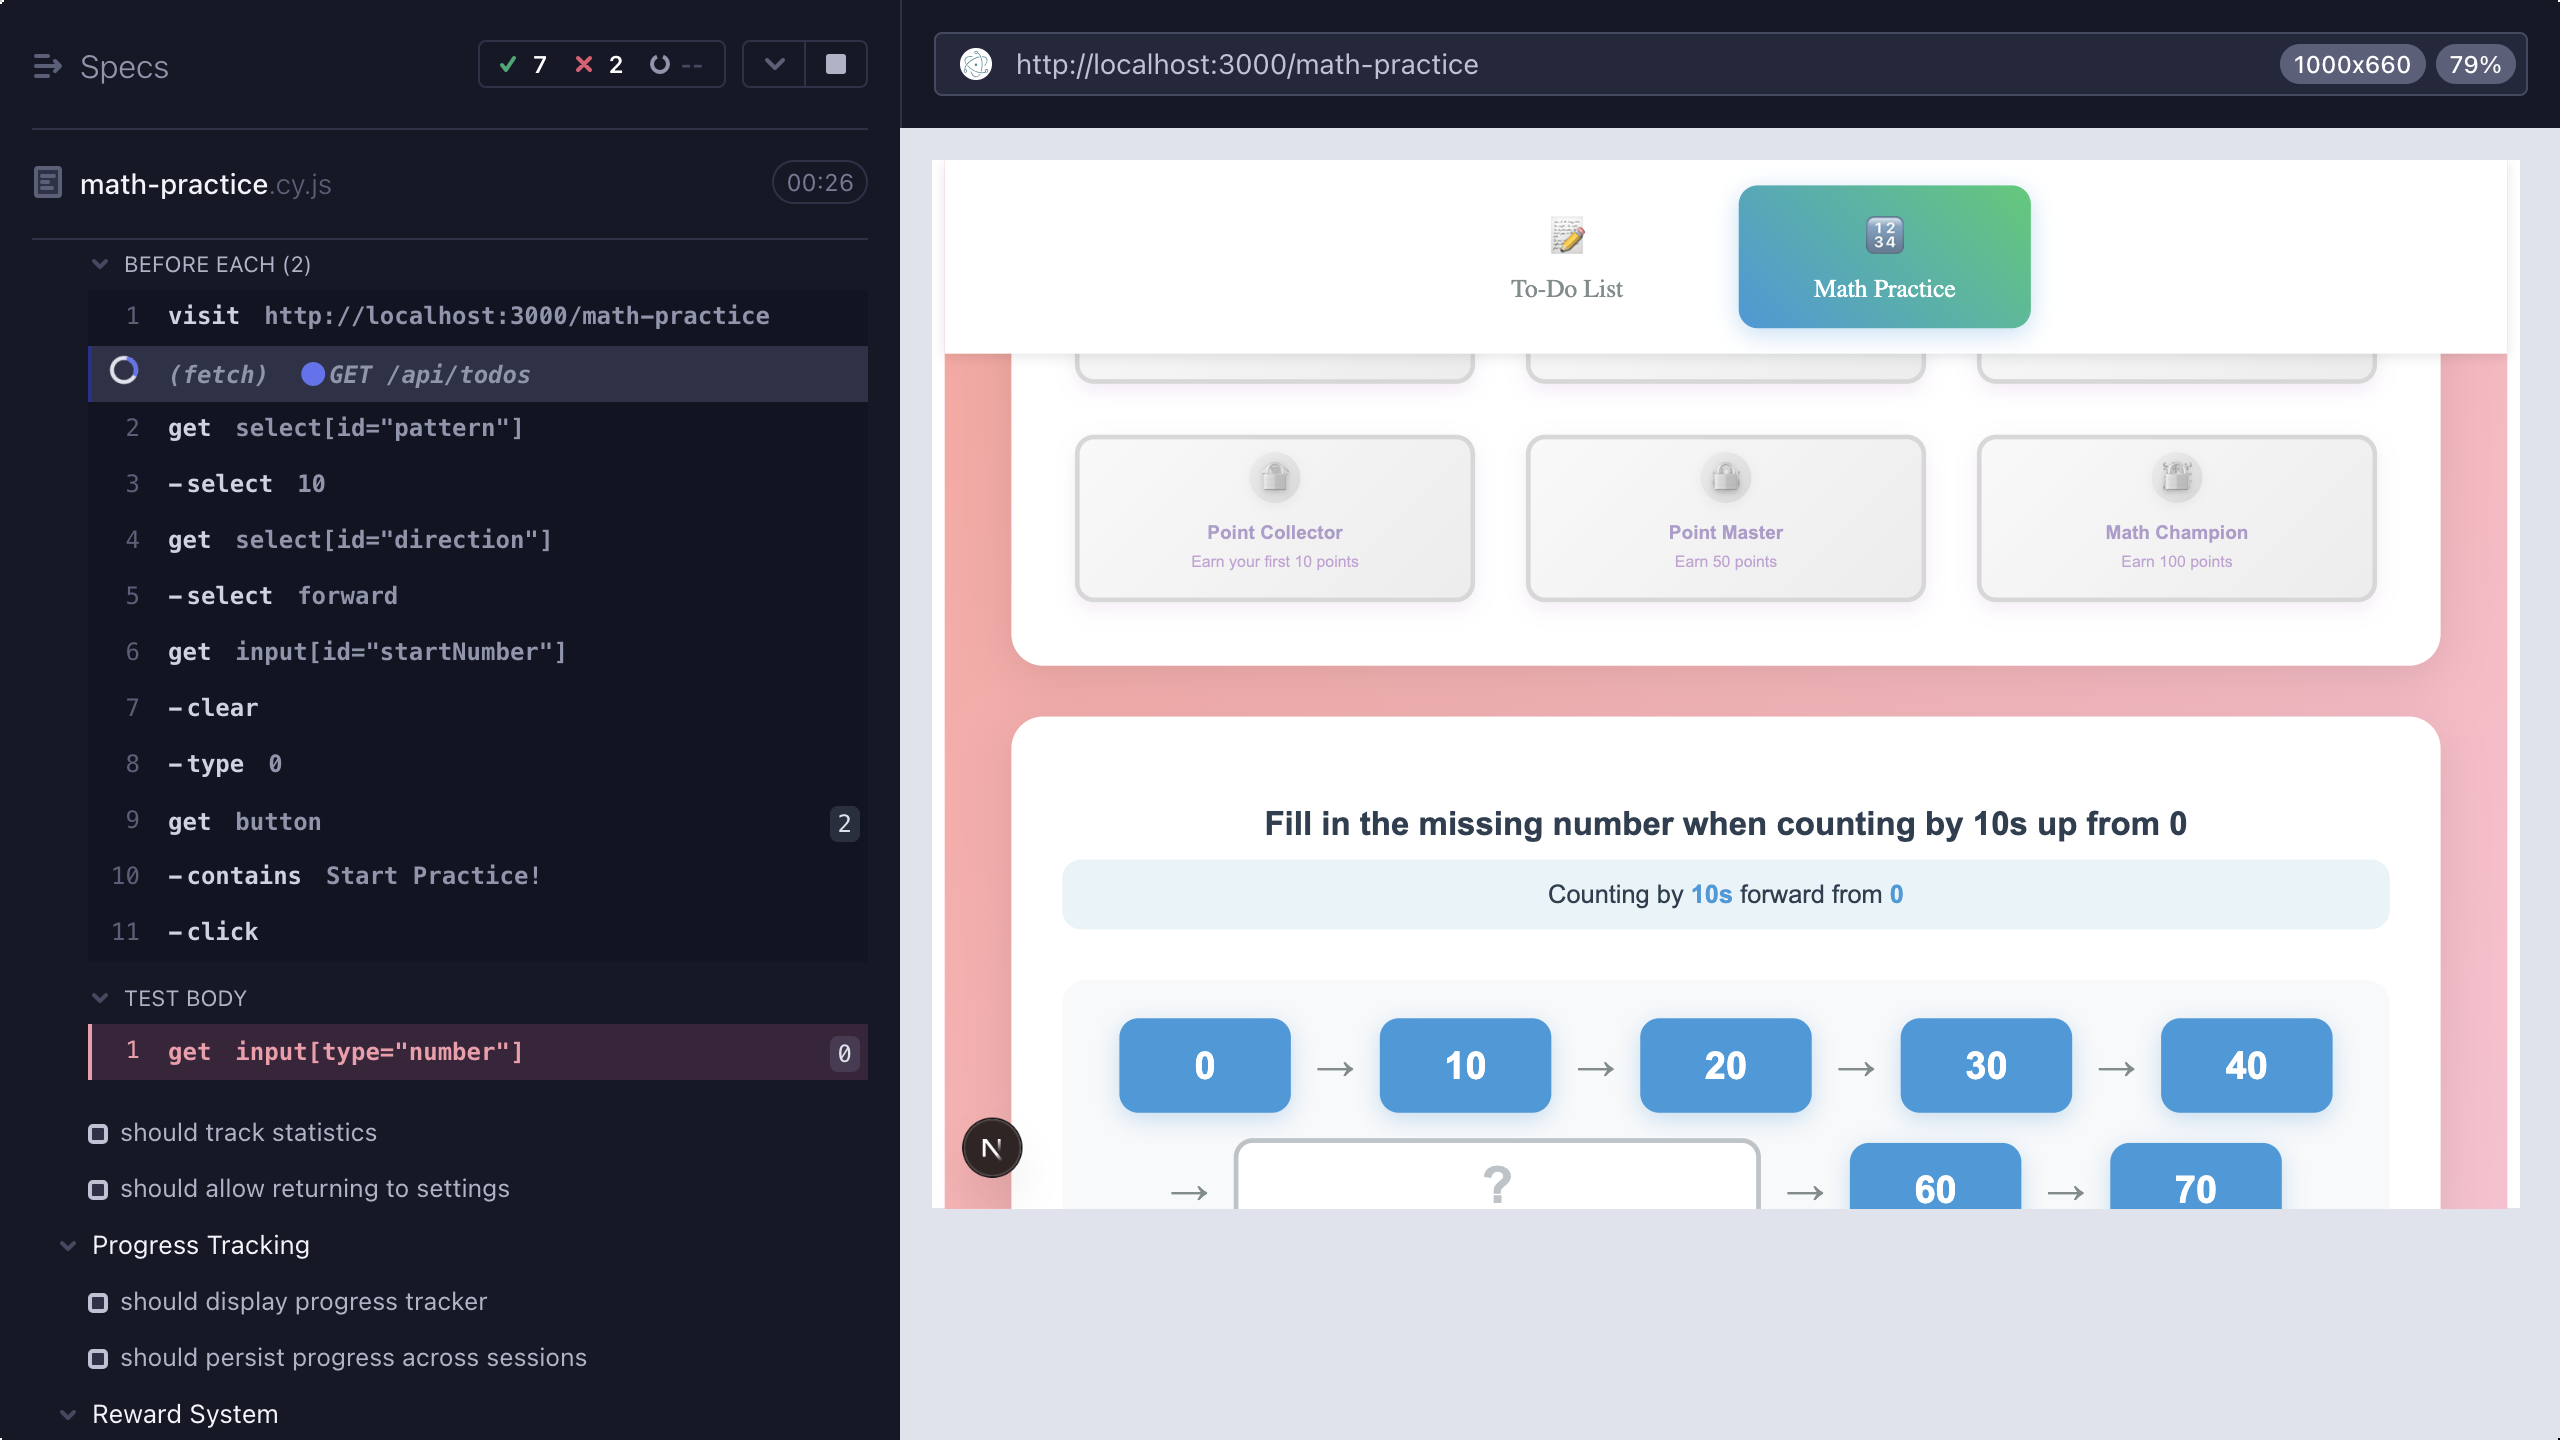 Specs
7 2 --
math-practice.cy.js
00:26
BEFORE EACH (2)
1 visit http://localhost:3000/math-practice
(fetch) GET /api/todos
2 get select[id="pattern"]
3 -select 10
4 get select[id="direction"]
5 -select forward
6 get input[id="startNumber"]
7 -clear
8 -type 0
9 get button 2
10 -contains Start Practice!
11 -click
TEST BODY
1 get input[type="number"] 0
should track statistics
should allow returning to settings
Progress Tracking
should display progress tracker
should persist progress across sessions
Reward System
http://localhost:3000/math-practice
1000x660
79%
To-Do List
1234
Math Practice
Point Collector
Earn your first 10 points
Point Master
Earn 50 points
Math Champion
Earn 100 points
Fill in the missing number when counting by 10s up from 0
Counting by 10s forward from 0
0 → 10 → 20 → 30 → 40
→ ? → 60 → 70
N